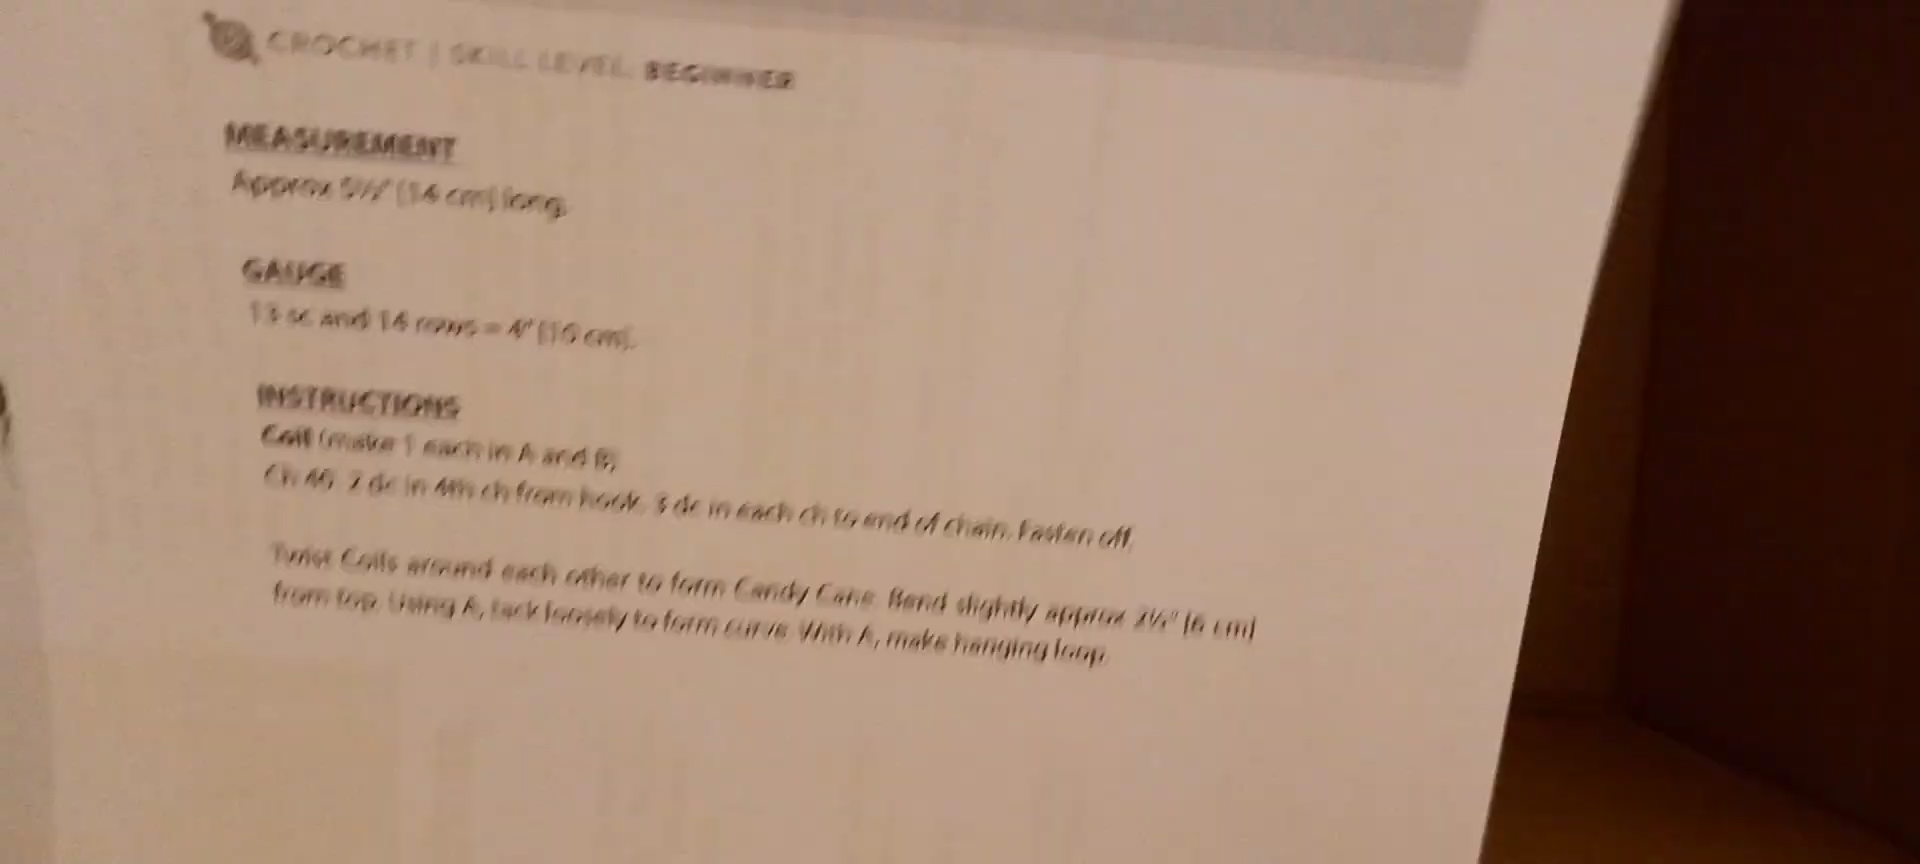 CROCHET | SKILL LEVEL: BEGINNER
MEASUREMENT
Approx 5½" [14 cm] long.
GAUGE
13 sc and 14 rows = 4" [10 cm].
INSTRUCTIONS
Coil (make 1 each in A and B)
2 dc in 4th ch from hook. 3 dc in each ch to end of chain. Fasten off.
Twist Coils around each other to form Candy Cane. Bend slightly approx 2½" [6 cm]
from top. Using A, tack loosely to form curve. With A, make hanging loop.